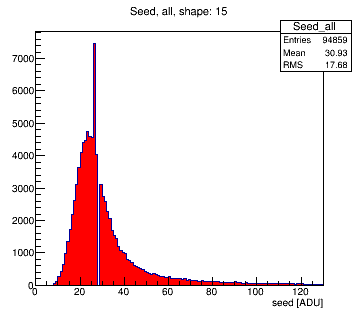 Seed, all, shape: 15
Seed_all
Entries 94859
Mean 30.93
RMS 17.68
7000
6000
5000
4000
3000
2000
1000
0
0 20 40 60 80 100 120
seed [ADU]